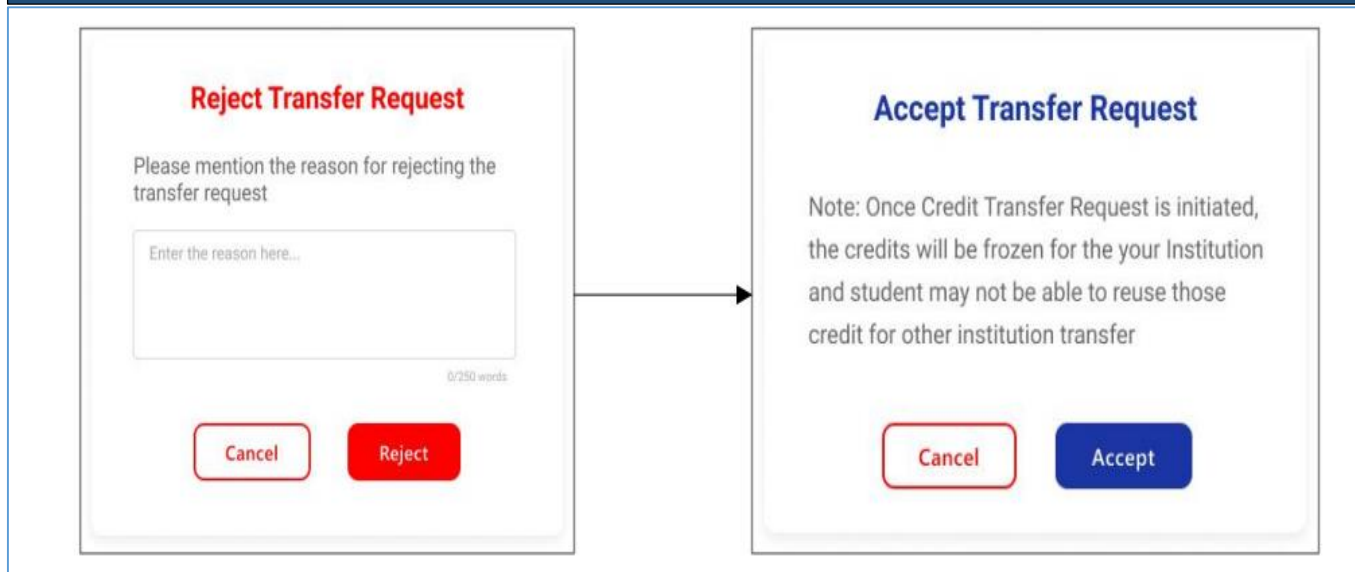 Reject Transfer Request
Please mention the reason for rejecting the
transfer request
Enter the reason here...
0/250 words
Cancel
Reject
Accept Transfer Request
Note: Once Credit Transfer Request is initiated,
the credits will be frozen for the your Institution
and student may not be able to reuse those
credit for other institution transfer
Cancel
Accept